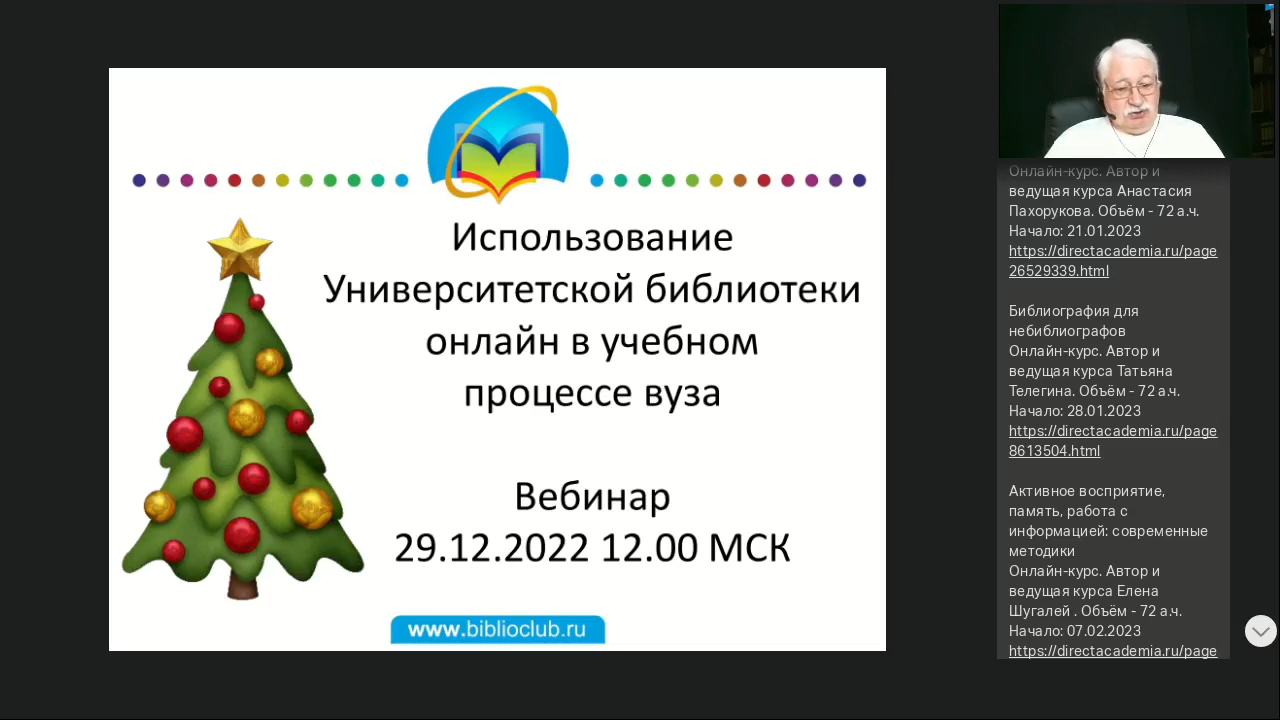 Использование
Университетской библиотеки
онлайн в учебном
процессе вуза
Вебинар
29.12.2022 12.00 МСК
www.biblioclub.ru
Онлайн-курс. Автор и
ведущая курса Анастасия
Пахорукова. Объём - 72 а.ч.
Начало: 21.01.2023
https://directacademia.ru/page
26529339.html
Библиография для
небиблиографов
Онлайн-курс. Автор и
ведущая курса Татьяна
Телегина. Объём - 72 а.ч.
Начало: 28.01.2023
https://directacademia.ru/page
8613504.html
Активное восприятие,
память, работа с
информацией: современные
методики
Онлайн-курс. Автор и
ведущая курса Елена
Шугалей . Объём - 72 а.ч.
Начало: 07.02.2023
https://directacademia.ru/page